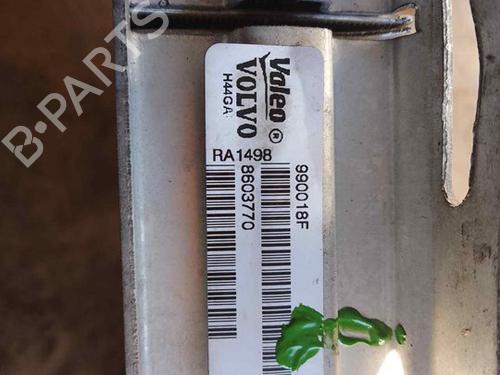 Valeo
VOLVO ®
H44GA
RA1498
990018F
8603770
B-PARTS